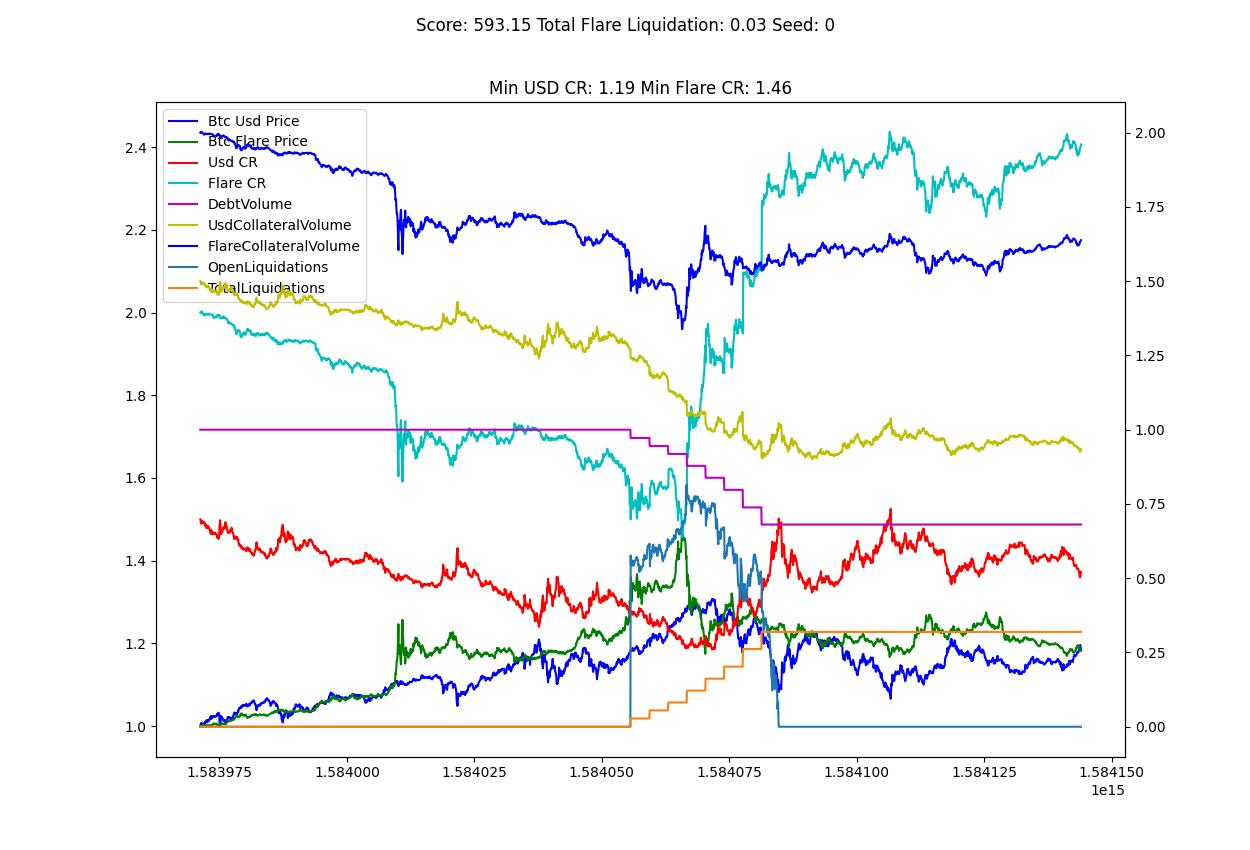 Score: 593.15 Total Flare Liquidation: 0.03 Seed: 0
Min USD CR: 1.19 Min Flare CR: 1.46
Btc Usd Price
Btc Flare Price
Usd CR
Flare CR
DebtVolume
UsdCollateralVolume
FlareCollateralVolume
OpenLiquidations
TotalLiquidations
2.4
2.2
2.0
1.8
1.6
1.4
1.2
1.0
2.00
1.75
1.50
1.25
1.00
0.75
0.50
0.25
0.00
1.583975 1.584000 1.584025 1.584050 1.584075 1.584100 1.584125 1.584150
1e15